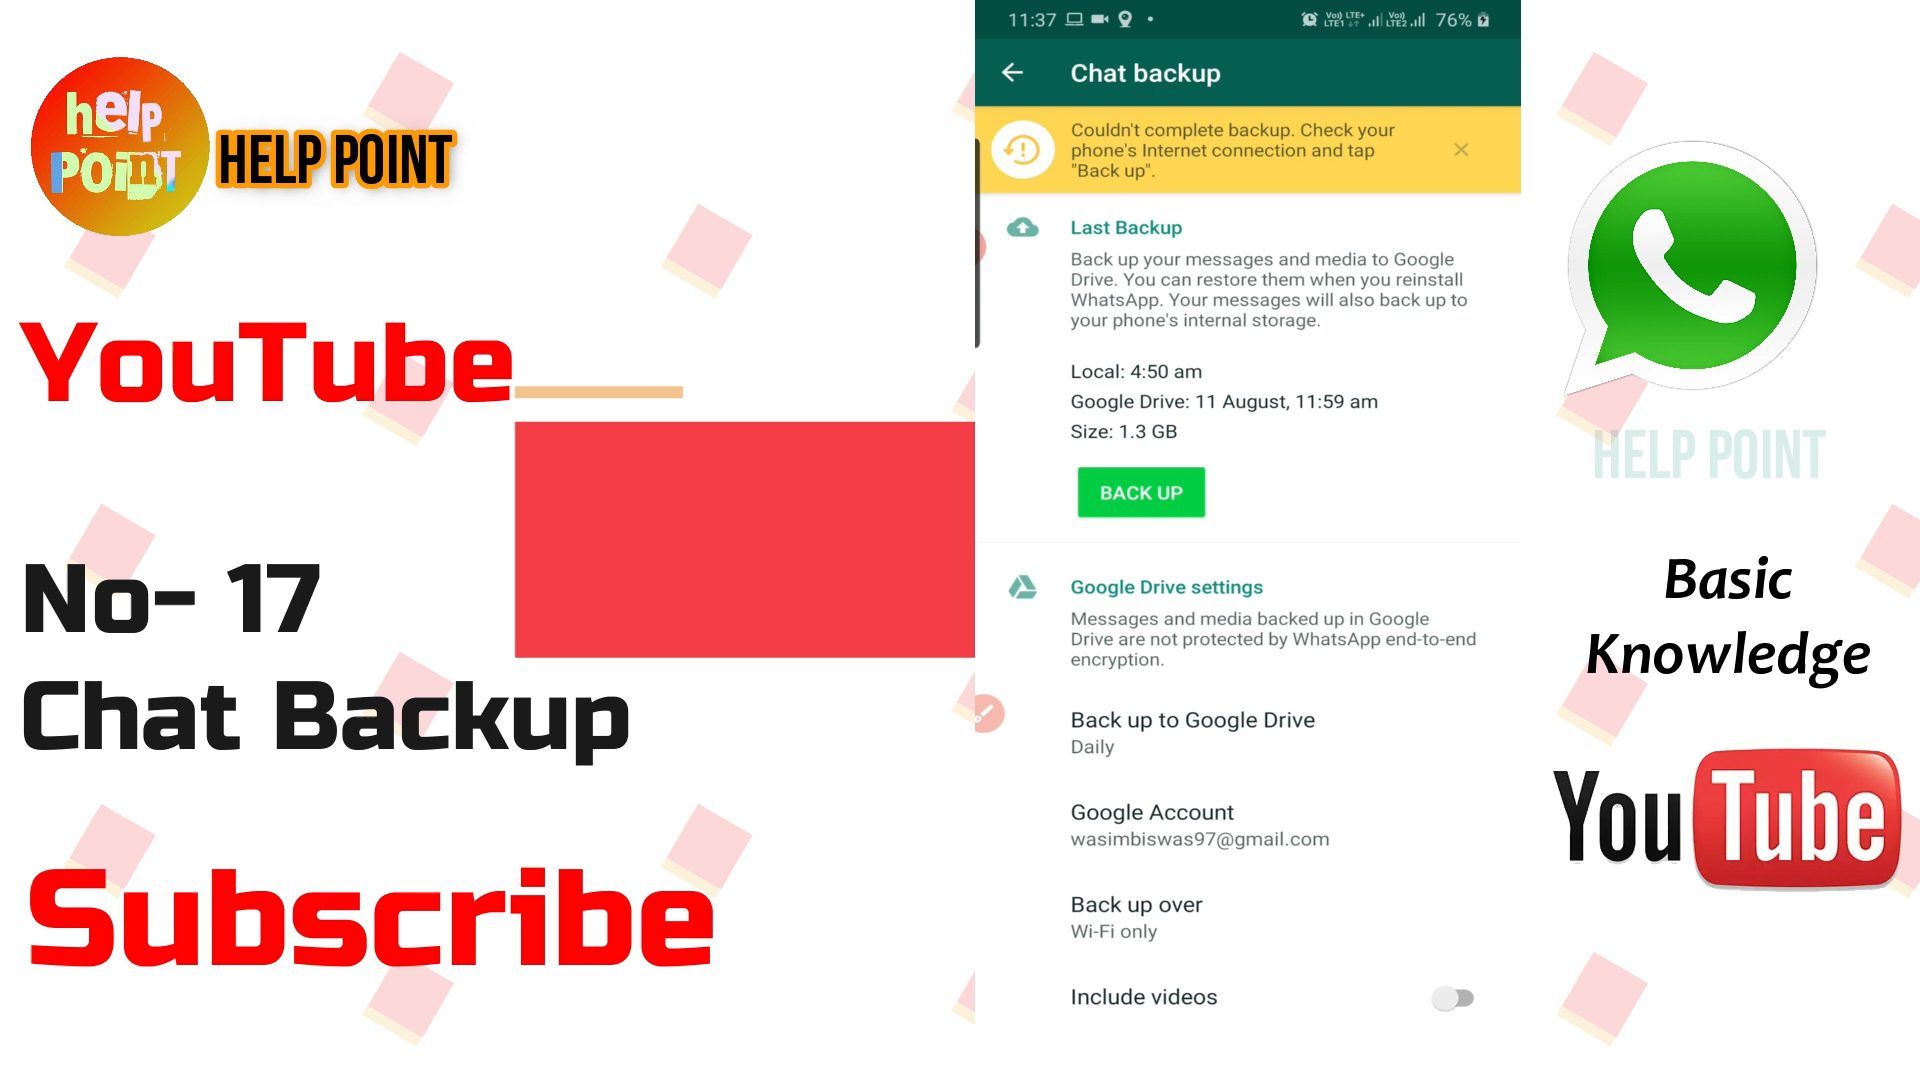 help
POINT
HELP POINT
YouTube
No- 17
Chat Backup
Subscribe
11:37
Vo) LTE+
LTE1
Vo)
LTE2
76%
Chat backup
Couldn't complete backup. Check your
phone's Internet connection and tap
"Back up".
Last Backup
Back up your messages and media to Google
Drive. You can restore them when you reinstall
WhatsApp. Your messages will also back up to
your phone's internal storage.
Local: 4:50 am
Google Drive: 11 August, 11:59 am
Size: 1.3 GB
BACK UP
Google Drive settings
Messages and media backed up in Google
Drive are not protected by WhatsApp end-to-end
encryption.
Back up to Google Drive
Daily
Google Account
wasimbiswas97@gmail.com
Back up over
Wi-Fi only
Include videos
HELP POINT
Basic
Knowledge
YouTube